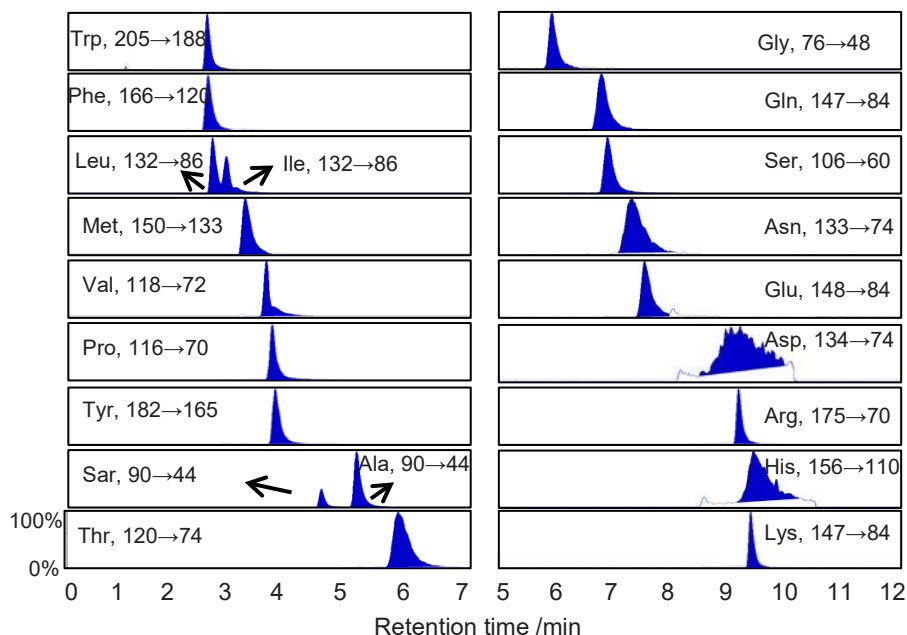 Trp, 205→188
Phe, 166→120
Leu, 132→86
Ile, 132→86
Met, 150→133
Val, 118→72
Pro, 116→70
Tyr, 182→165
Sar, 90→44
Ala, 90→44
100%
Thr, 120→74
0%
0 1 2 3 4 5 6 7
Gly, 76→48
Gln, 147→84
Ser, 106→60
Asn, 133→74
Glu, 148→84
Asp, 134→74
Arg, 175→70
His, 156→110
Lys, 147→84
5 6 7 8 9 10 11 12
Retention time /min